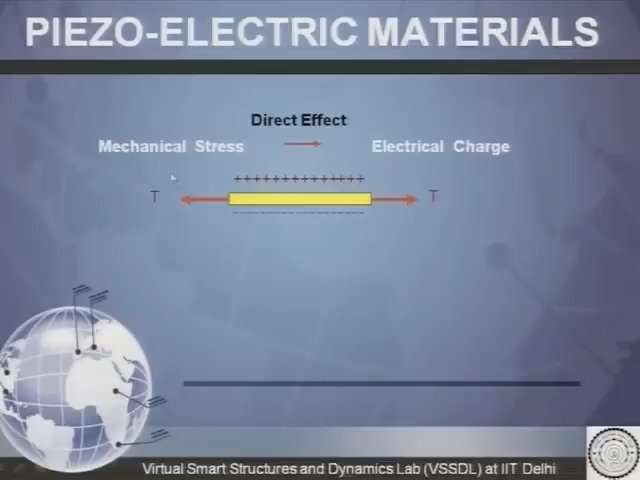 PIEZO-ELECTRIC MATERIALS
Direct Effect
Mechanical Stress
Electrical Charge
++++++++++++++
T
T
--------------
Virtual Smart Structures and Dynamics Lab (VSSDL) at IIT Delhi